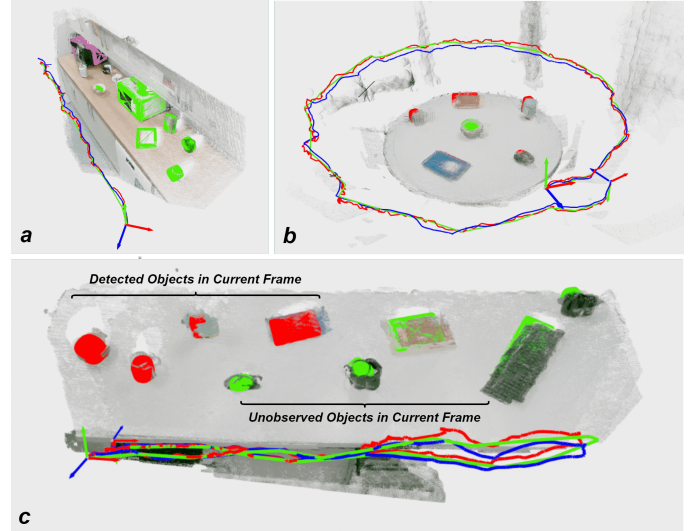 a
b
Detected Objects in Current Frame
Unobserved Objects in Current Frame
c